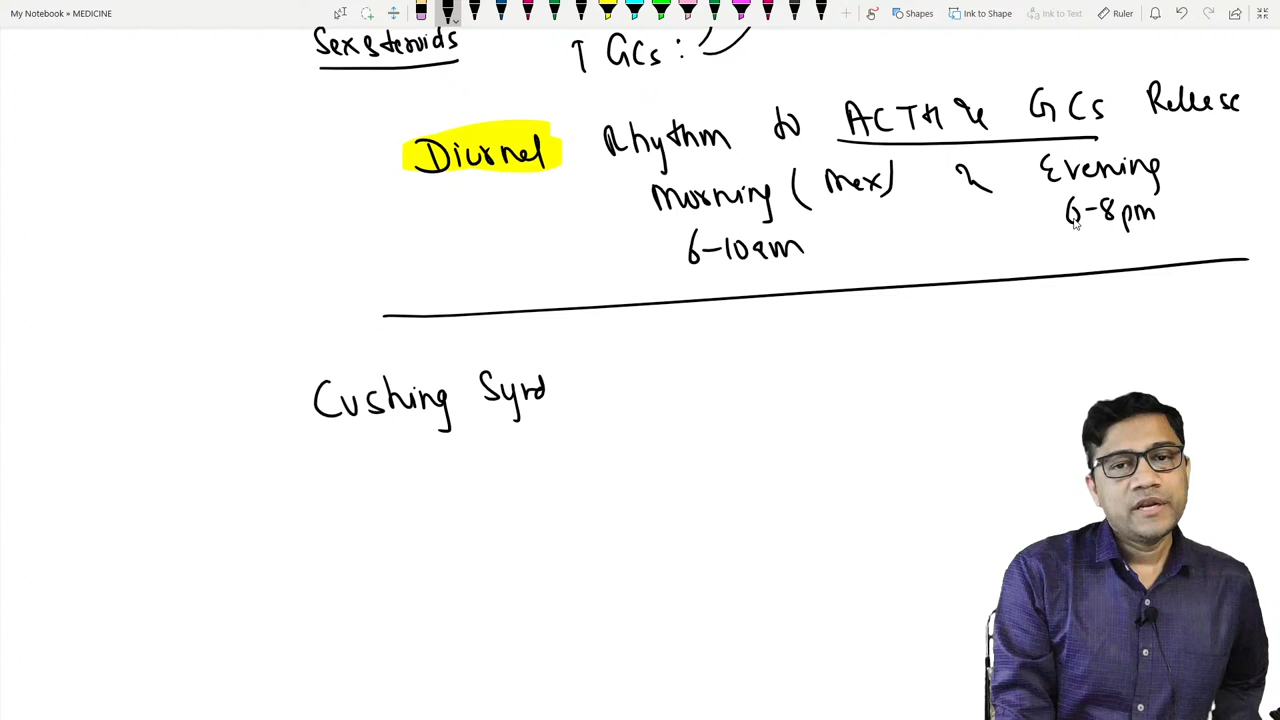 My Notebook » MEDICINE
Shapes
Ink to Shape
Ink to Text
Ruler
Sex steroids
↑ GCs :
Diurnal Rhythm to ACTH & GCs Release
Morning (Max) Evening
6-10am
6-8pm
Cushing Synd